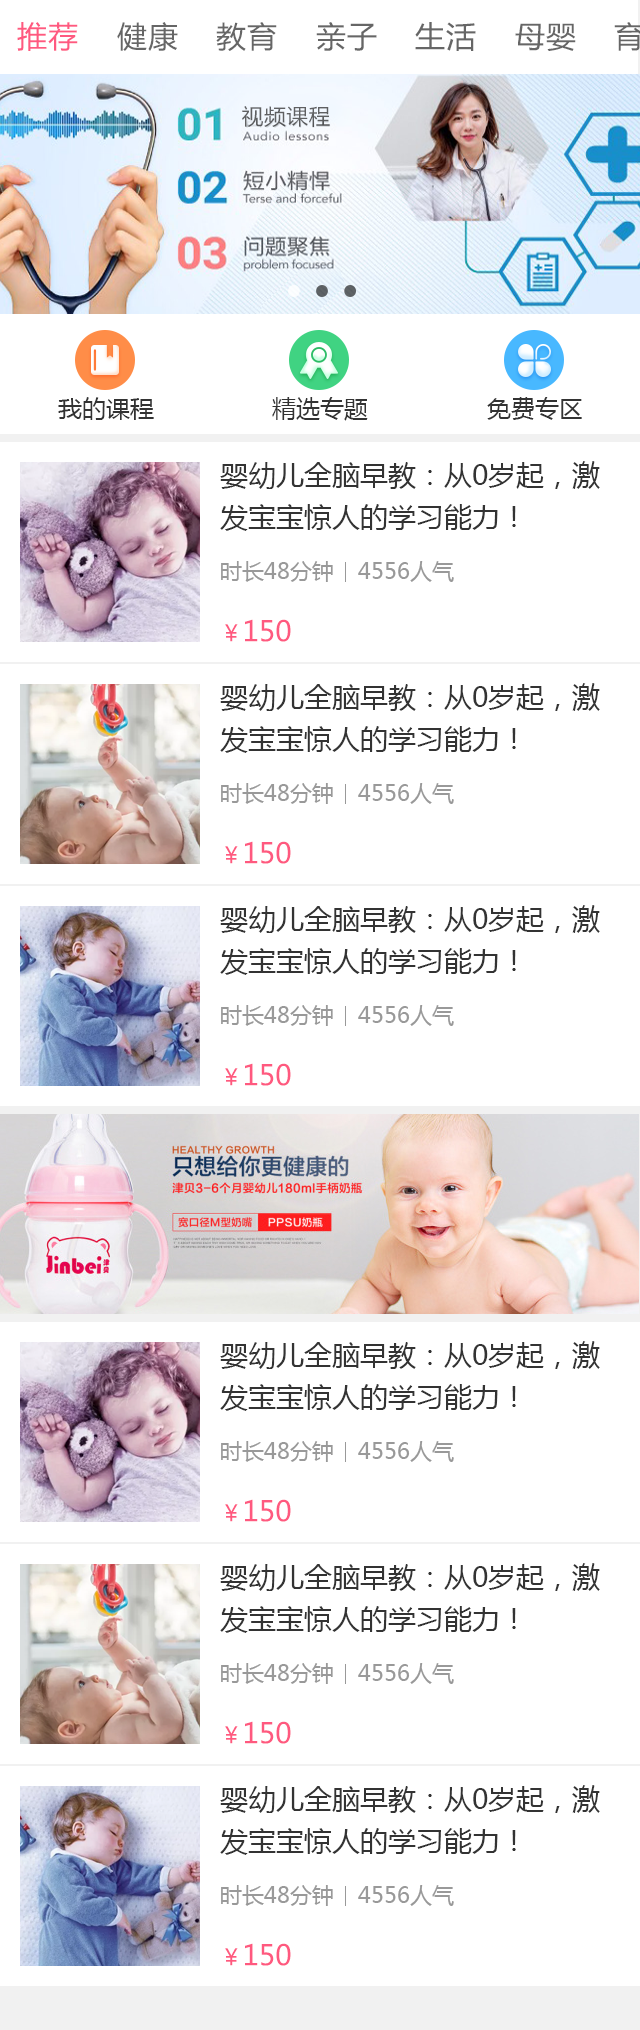 推荐 健康 教育 亲子 生活 母婴 育
01 视频课程
Audio lessons
02 短小精悍
Terse and forceful
03 问题聚焦
problem focused
我的课程 精选专题 免费专区
婴幼儿全脑早教：从0岁起，激
发宝宝惊人的学习能力！
时长48分钟｜4556人气
￥150
婴幼儿全脑早教：从0岁起，激
发宝宝惊人的学习能力！
时长48分钟｜4556人气
￥150
婴幼儿全脑早教：从0岁起，激
发宝宝惊人的学习能力！
时长48分钟｜4556人气
￥150
HEALTHY GROWTH
只想给你更健康的
津贝3-6个月婴幼儿180ml手柄奶瓶
宽口径M型奶嘴 PPSU奶瓶
Jinbei津贝
婴幼儿全脑早教：从0岁起，激
发宝宝惊人的学习能力！
时长48分钟｜4556人气
￥150
婴幼儿全脑早教：从0岁起，激
发宝宝惊人的学习能力！
时长48分钟｜4556人气
￥150
婴幼儿全脑早教：从0岁起，激
发宝宝惊人的学习能力！
时长48分钟｜4556人气
￥150